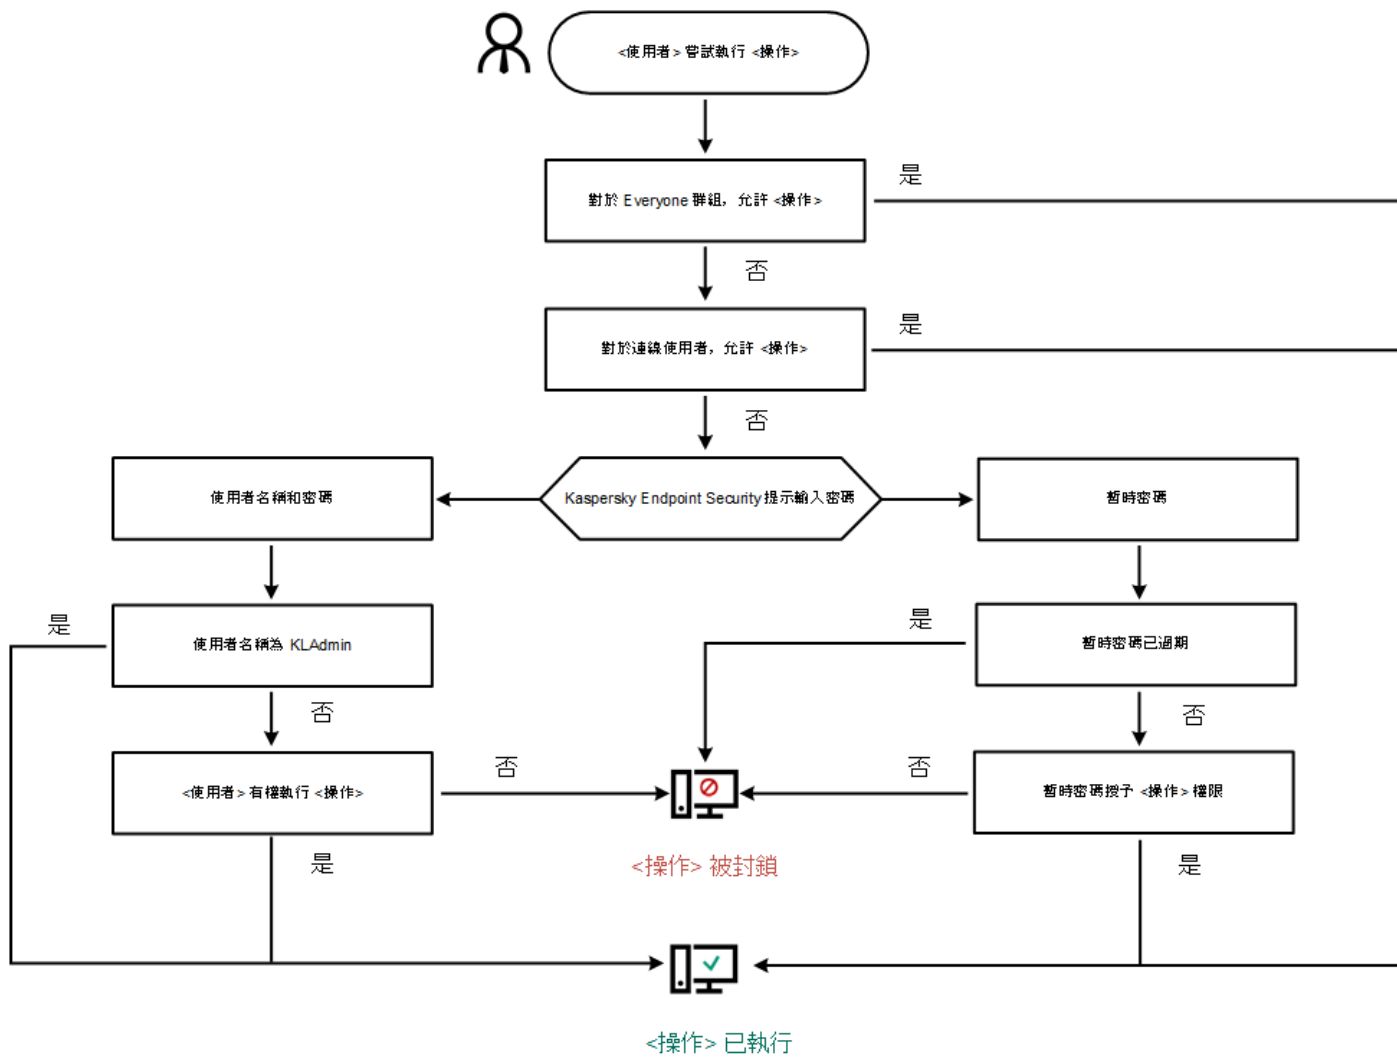 <使用者> 嘗試執行 <操作>
是
對於 Everyone 群組，允許 <操作>
否
是
對於連線使用者，允許 <操作>
否
使用者名稱和密碼
Kaspersky Endpoint Security 提示輸入密碼
暫時密碼
是
使用者名稱為 KLAdmin
是
暫時密碼已過期
否
否
<使用者> 有權執行 <操作>
否
否
暫時密碼授予 <操作> 權限
是
<操作> 被封鎖
是
<操作> 已執行